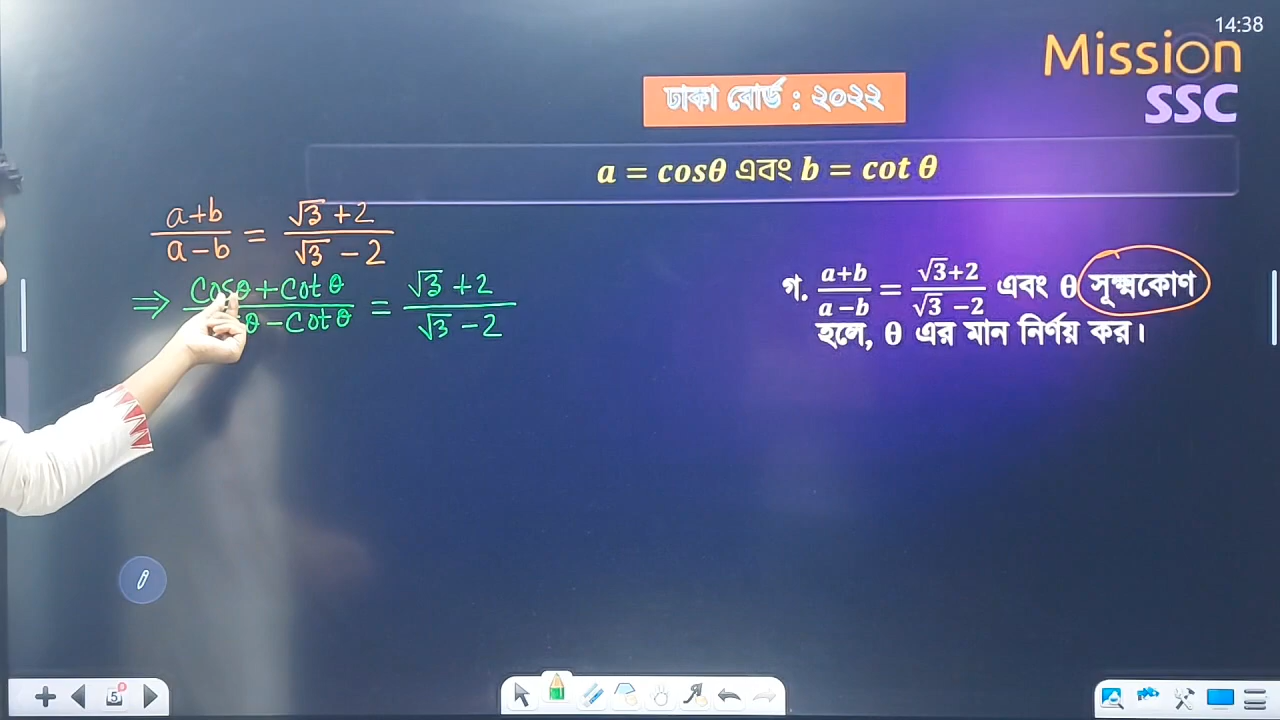 14:38
Mission
SSC
ঢাকা বোর্ড : ২০২২
a = cosθ এবং b = cot θ
a+b/a−b = √3+2/√3−2
⇒ cosθ+cotθ/θ−cotθ = √3+2/√3−2
গ. a+b/a−b = √3+2/√3−2 এবং θ সূক্ষ্মকোণ
হলে, θ এর মান নির্ণয় কর।
5